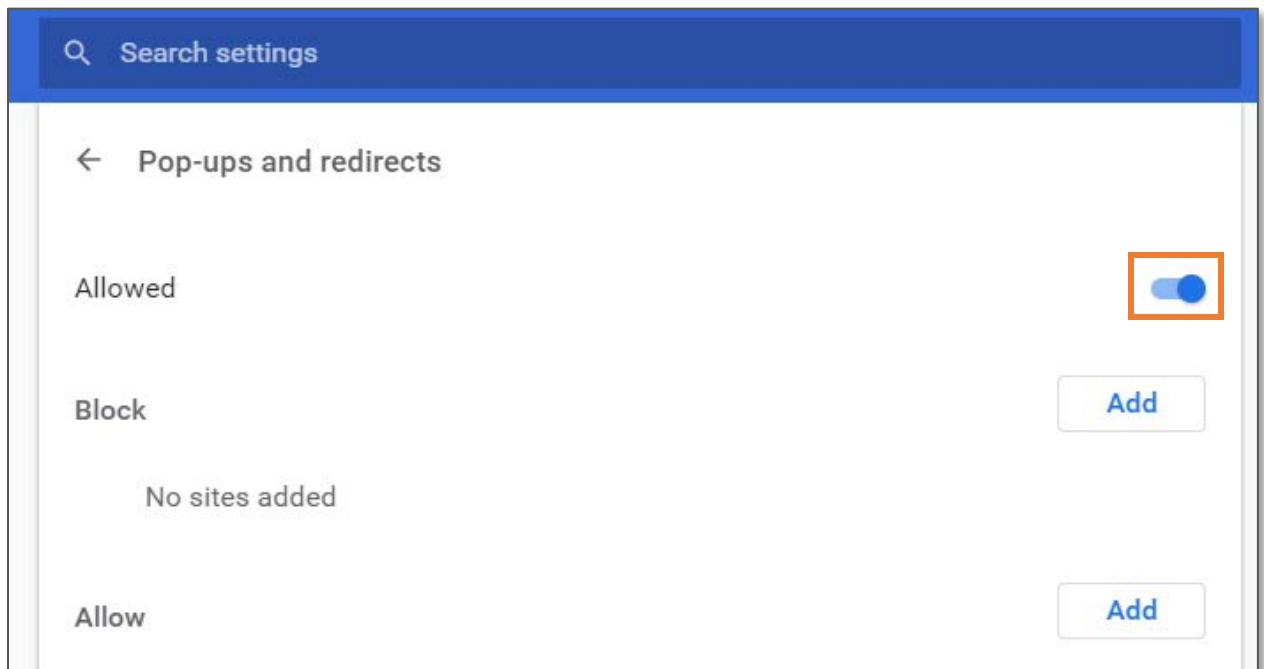 Search settings
Pop-ups and redirects
Allowed
Block
Add
No sites added
Allow
Add